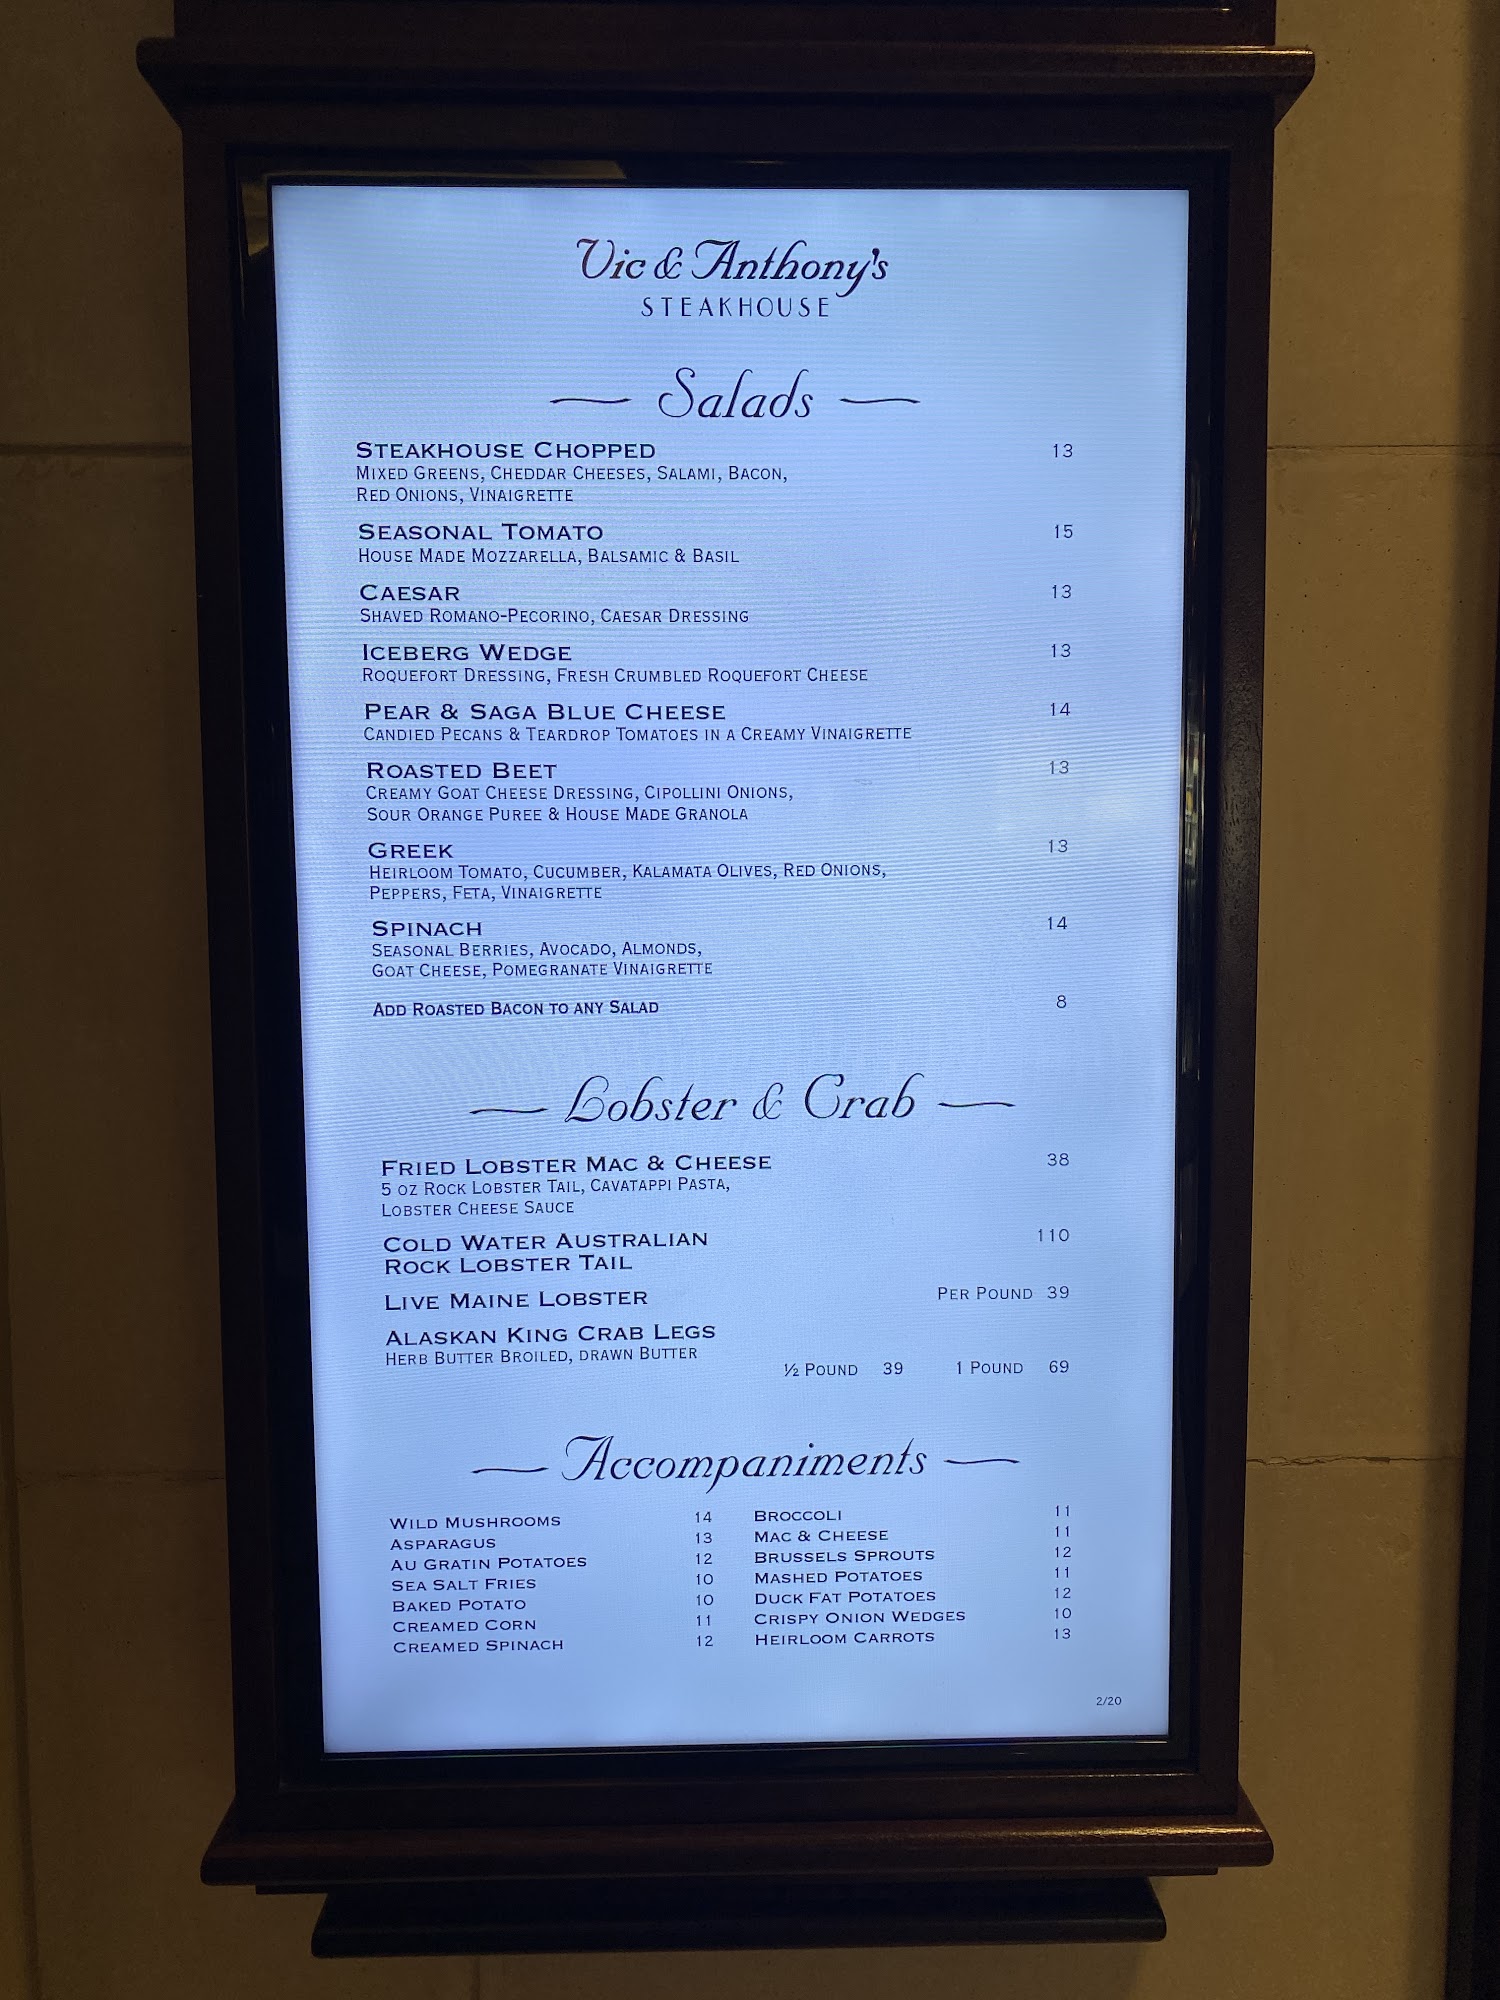 Vic & Anthony's
STEAKHOUSE
Salads
STEAKHOUSE CHOPPED 13
MIXED GREENS, CHEDDAR CHEESES, SALAMI, BACON,
RED ONIONS, VINAIGRETTE
SEASONAL TOMATO 15
HOUSE MADE MOZZARELLA, BALSAMIC & BASIL
CAESAR 13
SHAVED ROMANO-PECORINO, CAESAR DRESSING
ICEBERG WEDGE 13
ROQUEFORT DRESSING, FRESH CRUMBLED ROQUEFORT CHEESE
PEAR & SAGA BLUE CHEESE 14
CANDIED PECANS & TEARDROP TOMATOES IN A CREAMY VINAIGRETTE
ROASTED BEET 13
CREAMY GOAT CHEESE DRESSING, CIPOLLINI ONIONS,
SOUR ORANGE PUREE & HOUSE MADE GRANOLA
GREEK 13
HEIRLOOM TOMATO, CUCUMBER, KALAMATA OLIVES, RED ONIONS,
PEPPERS, FETA, VINAIGRETTE
SPINACH 14
SEASONAL BERRIES, AVOCADO, ALMONDS,
GOAT CHEESE, POMEGRANATE VINAIGRETTE
ADD ROASTED BACON TO ANY SALAD 8
Lobster & Crab
FRIED LOBSTER MAC & CHEESE 38
5 OZ ROCK LOBSTER TAIL, CAVATAPPI PASTA,
LOBSTER CHEESE SAUCE
COLD WATER AUSTRALIAN 110
ROCK LOBSTER TAIL
LIVE MAINE LOBSTER PER POUND 39
ALASKAN KING CRAB LEGS
HERB BUTTER BROILED, DRAWN BUTTER
½ POUND 39 1 POUND 69
Accompaniments
WILD MUSHROOMS 14
ASPARAGUS 13
AU GRATIN POTATOES 12
SEA SALT FRIES 10
BAKED POTATO 10
CREAMED CORN 11
CREAMED SPINACH 12
BROCCOLI 11
MAC & CHEESE 11
BRUSSELS SPROUTS 12
MASHED POTATOES 11
DUCK FAT POTATOES 12
CRISPY ONION WEDGES 10
HEIRLOOM CARROTS 13
2/20